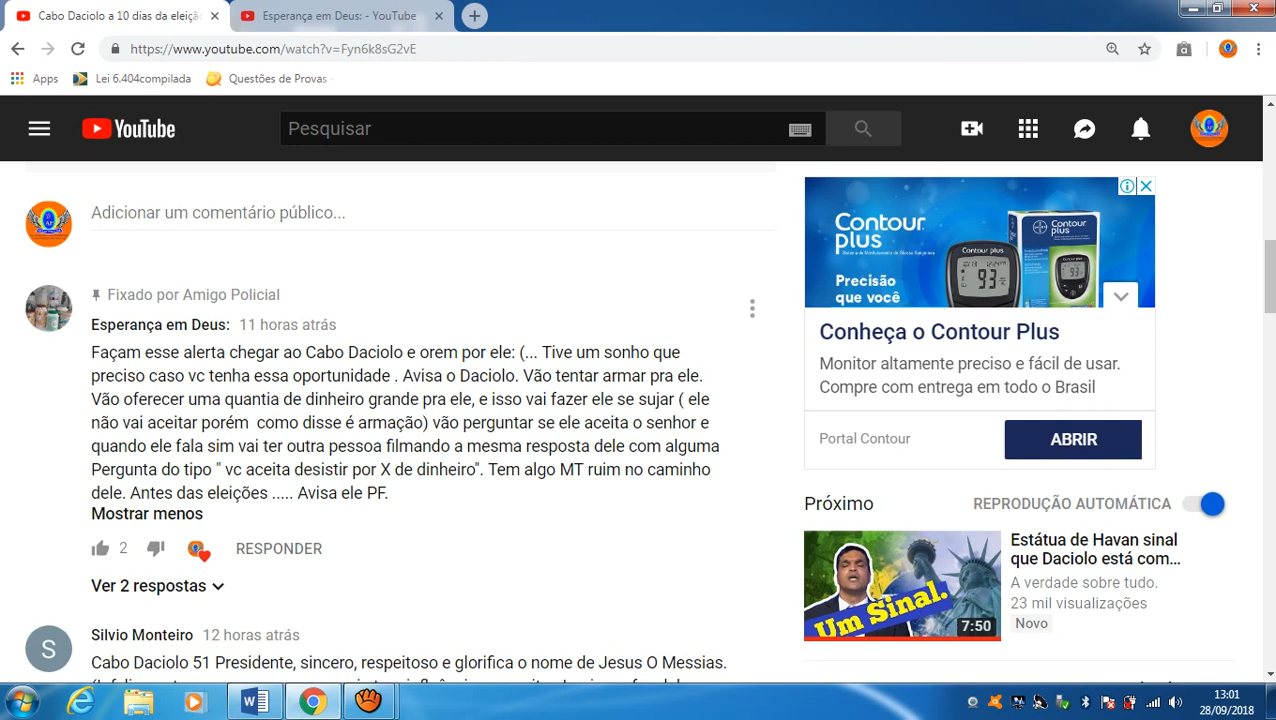 Cabo Daciolo a 10 dias da eleiçã
Esperança em Deus: - YouTube
https://www.youtube.com/watch?v=Fyn6k8sG2vE
Apps
Lei 6.404compilada
Questões de Provas
YouTube
Pesquisar
Adicionar um comentário público...
Fixado por Amigo Policial
Esperança em Deus: 11 horas atrás
Façam esse alerta chegar ao Cabo Daciolo e orem por ele: (... Tive um sonho que
preciso caso vc tenha essa oportunidade . Avisa o Daciolo. Vão tentar armar pra ele.
Vão oferecer uma quantia de dinheiro grande pra ele, e isso vai fazer ele se sujar ( ele
não vai aceitar porém como disse é armação) vão perguntar se ele aceita o senhor e
quando ele fala sim vai ter outra pessoa filmando a mesma resposta dele com alguma
Pergunta do tipo " vc aceita desistir por X de dinheiro". Tem algo MT ruim no caminho
dele. Antes das eleições ..... Avisa ele PF.
Mostrar menos
2
RESPONDER
Ver 2 respostas
S
Silvio Monteiro 12 horas atrás
Cabo Daciolo 51 Presidente, sincero, respeitoso e glorifica o nome de Jesus O Messias.
Contour
plus
Precisão
que você
Contour
plus
Contour plus
93
93
Conheça o Contour Plus
Monitor altamente preciso e fácil de usar.
Compre com entrega em todo o Brasil
Portal Contour
ABRIR
Próximo
REPRODUÇÃO AUTOMÁTICA
Um Sinal.
7:50
Estátua de Havan sinal
que Daciolo está com...
A verdade sobre tudo.
23 mil visualizações
Novo
13:01
28/09/2018